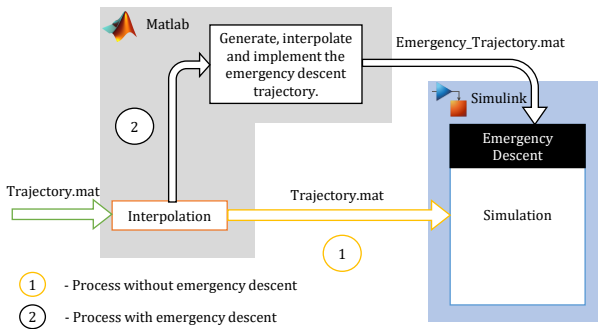 Matlab
Generate, interpolate
and implement the
emergency descent
trajectory.
Emergency_Trajectory.mat
Simulink
2
Emergency
Descent
Trajectory.mat
Interpolation
Trajectory.mat
Simulation
1
1 - Process without emergency descent
2 - Process with emergency descent